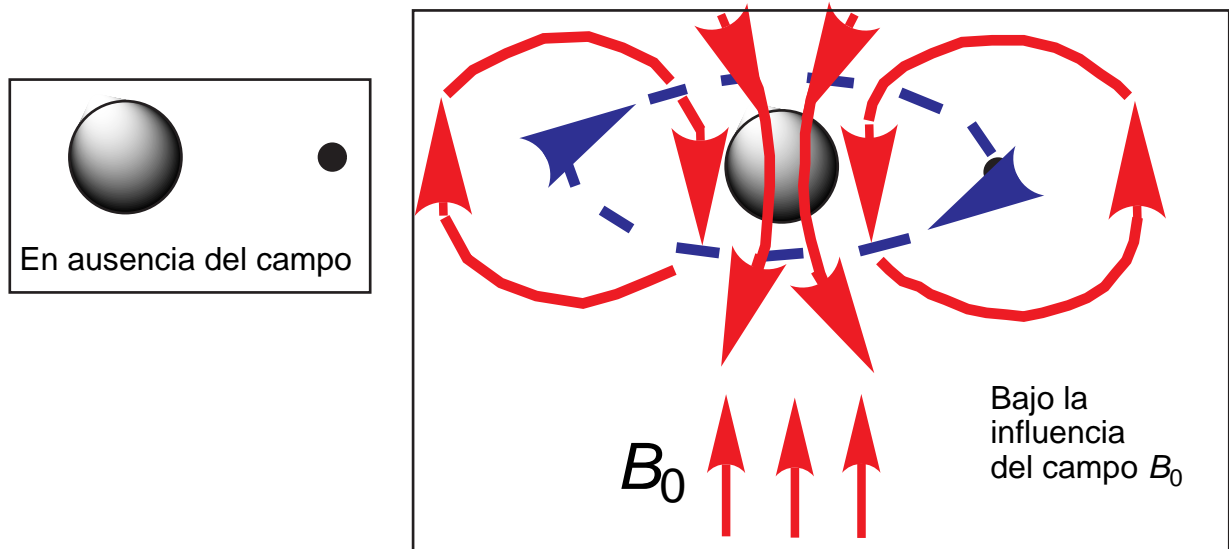 En ausencia del campo
B0
Bajo la
influencia
del campo B0